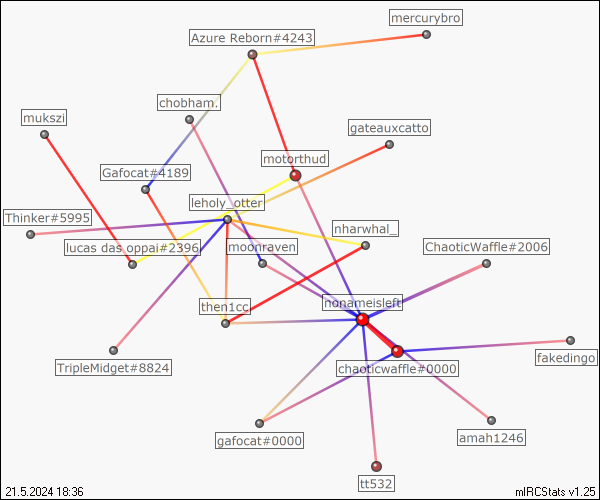 mercurybro
Azure Reborn#4243
chobham.
mukszi
gateauxcatto
motorthud
Gafocat#4189
leholy_otter
Thinker#5995
nharwhal_
lucas das oppai#2396
moonraven
ChaoticWaffle#2006
then1cc
nonameisleft
TripleMidget#8824
chaoticwaffle#0000
fakedingo
gafocat#0000
amah1246
tt532
21.5.2024 18:36
mIRCStats v1.25